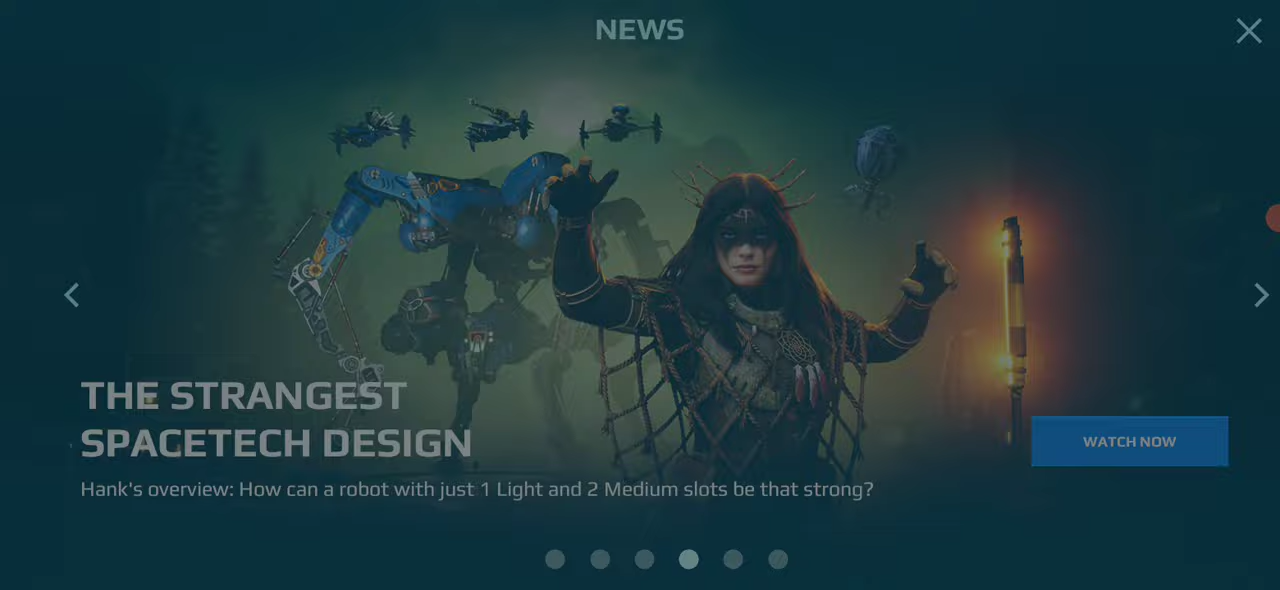 NEWS
THE STRANGEST
SPACETECH DESIGN
WATCH NOW
Hank's overview: How can a robot with just 1 Light and 2 Medium slots be that strong?